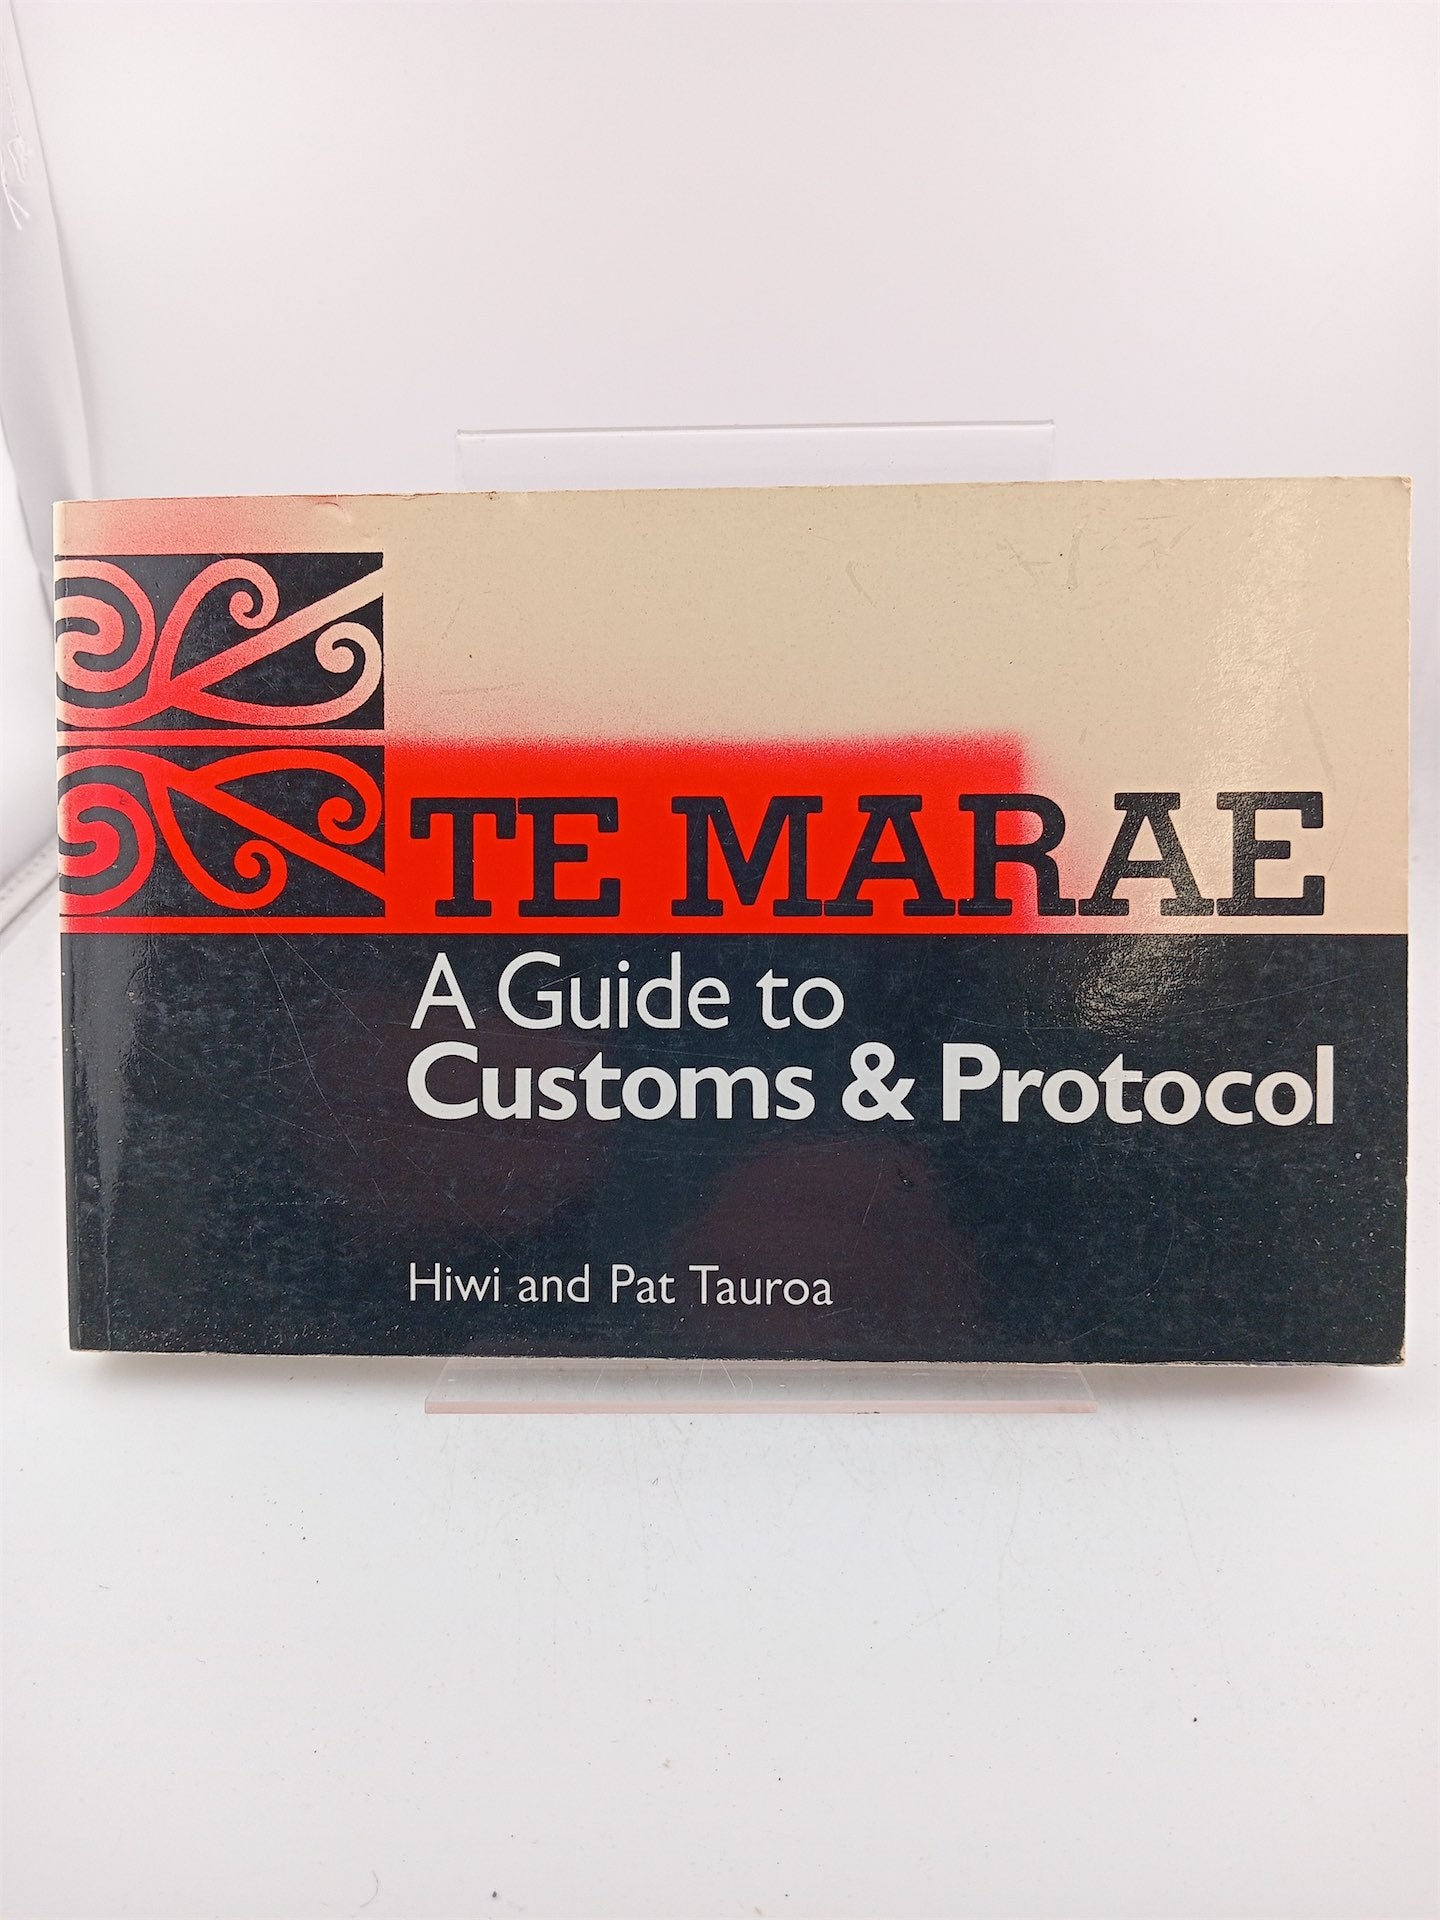 TE MARAE
A Guide to
Customs & Protocol
Hiwi and Pat Tauroa